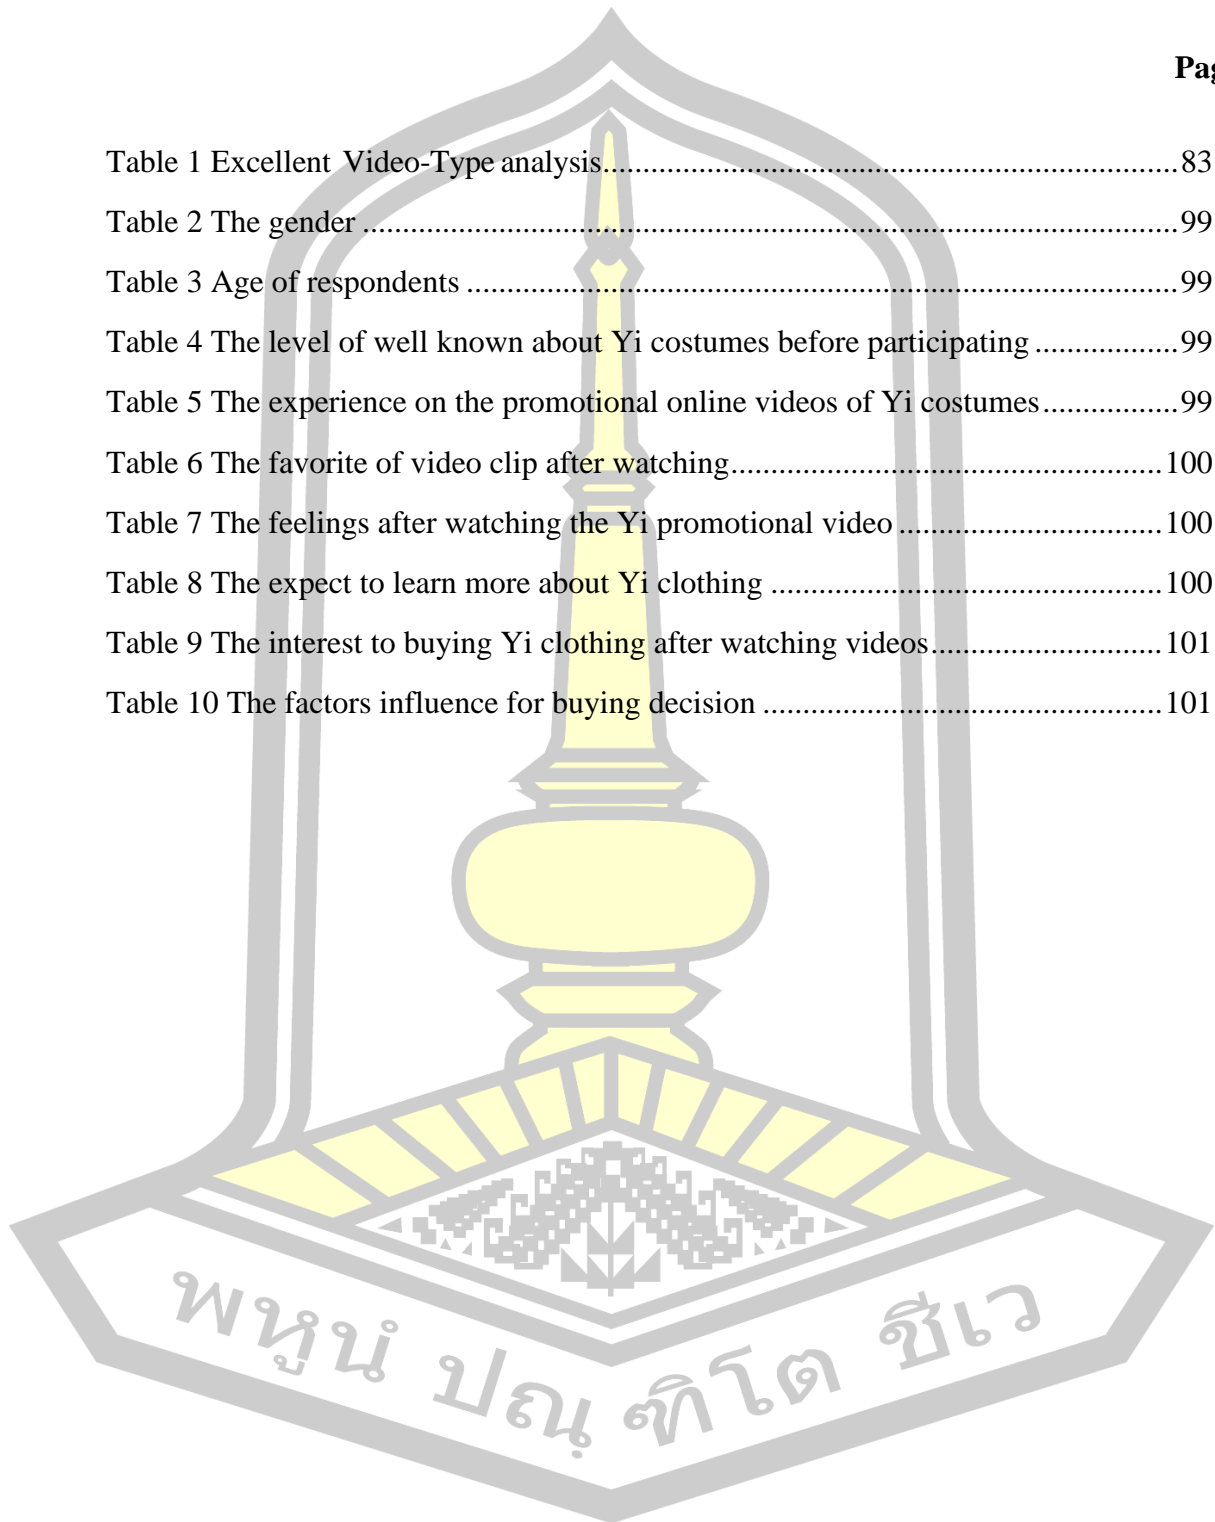 Pag
Table 1 Excellent Video-Type analysis................................................................................83
Table 2 The gender................................................................................99
Table 3 Age of respondents................................................................................99
Table 4 The level of well known about Yi costumes before participating....................99
Table 5 The experience on the promotional online videos of Yi costumes..................99
Table 6 The favorite of video clip after watching............................................................100
Table 7 The feelings after watching the Yi promotional video....................................100
Table 8 The expect to learn more about Yi clothing......................................................100
Table 9 The interest to buying Yi clothing after watching videos................................101
Table 10 The factors influence for buying decision.......................................................101
พหูนํ ปณฺฑิโต ชีเว